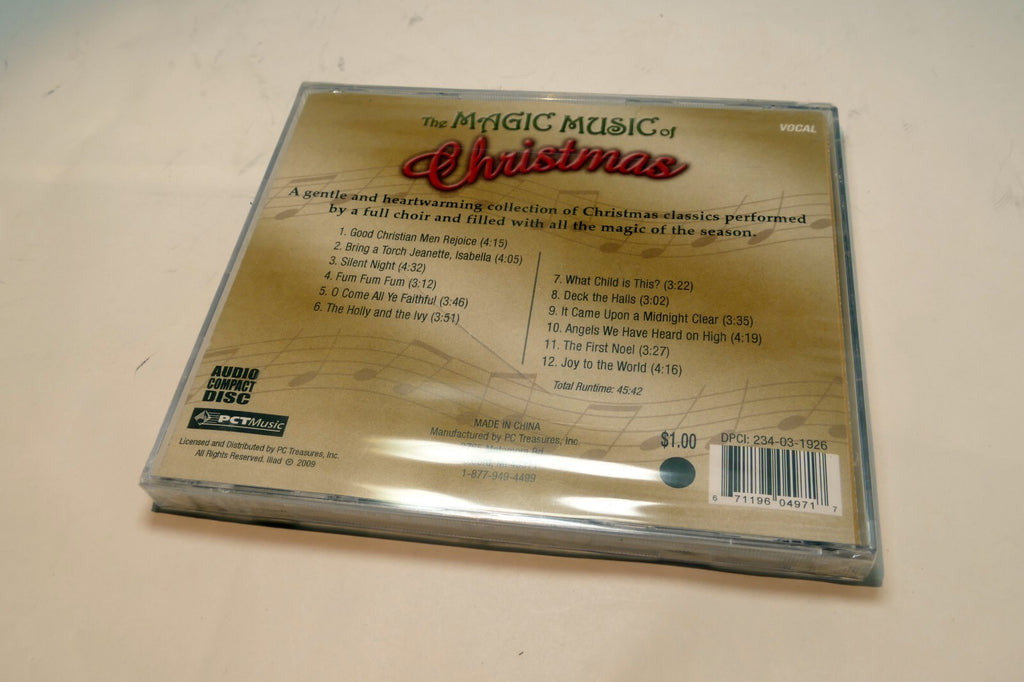 The MAGIC MUSIC of
Christmas
VOCAL
A gentle and heartwarming collection of Christmas classics performed
by a full choir and filled with all the magic of the season.
1. Good Christian Men Rejoice (4:15)
2. Bring a Torch Jeanette, Isabella (4:05)
3. Silent Night (4:32)
4. Fum Fum Fum (3:12)
5. O Come All Ye Faithful (3:46)
6. The Holly and the Ivy (3:51)
7. What Child is This? (3:22)
8. Deck the Halls (3:02)
9. It Came Upon a Midnight Clear (3:35)
10. Angels We Have Heard on High (4:19)
11. The First Noel (3:27)
12. Joy to the World (4:16)
Total Runtime: 45:42
AUDIO
COMPACT
DISC
PCTMusic
Licensed and Distributed by PC Treasures, Inc.
All Rights Reserved. Iliad © 2009
MADE IN CHINA
Manufactured by PC Treasures, Inc.
Rd
1-877-949-4499
$1.00
DPCI: 234-03-1926
6 71196 04971 7